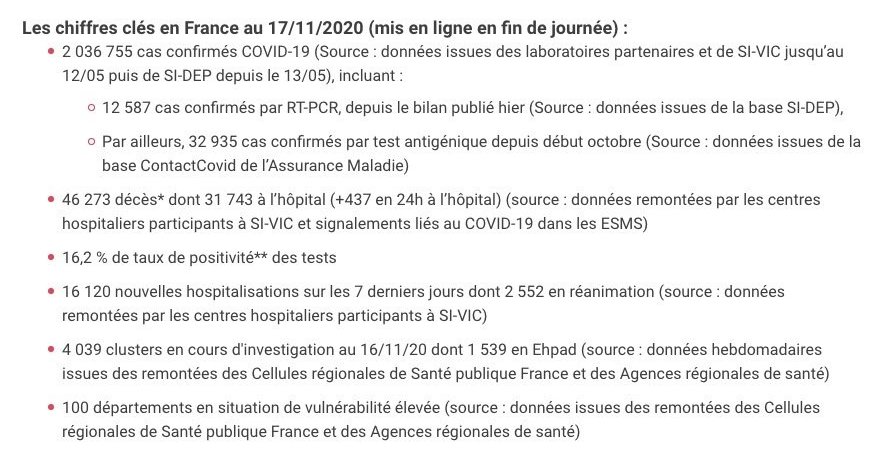 Les chiffres clés en France au 17/11/2020 (mis en ligne en fin de journée) :
2 036 755 cas confirmés COVID-19 (Source : données issues des laboratoires partenaires et de SI-VIC jusqu’au
12/05 puis de SI-DEP depuis le 13/05), incluant :
12 587 cas confirmés par RT-PCR, depuis le bilan publié hier (Source : données issues de la base SI-DEP),
Par ailleurs, 32 935 cas confirmés par test antigénique depuis début octobre (Source : données issues de la
base ContactCovid de l’Assurance Maladie)
46 273 décès* dont 31 743 à l’hôpital (+437 en 24h à l’hôpital) (source : données remontées par les centres
hospitaliers participants à SI-VIC et signalements liés au COVID-19 dans les ESMS)
16,2 % de taux de positivité** des tests
16 120 nouvelles hospitalisations sur les 7 derniers jours dont 2 552 en réanimation (source : données
remontées par les centres hospitaliers participants à SI-VIC)
4 039 clusters en cours d'investigation au 16/11/20 dont 1 539 en Ehpad (source : données hebdomadaires
issues des remontées des Cellules régionales de Santé publique France et des Agences régionales de santé)
100 départements en situation de vulnérabilité élevée (source : données issues des remontées des Cellules
régionales de Santé publique France et des Agences régionales de santé)